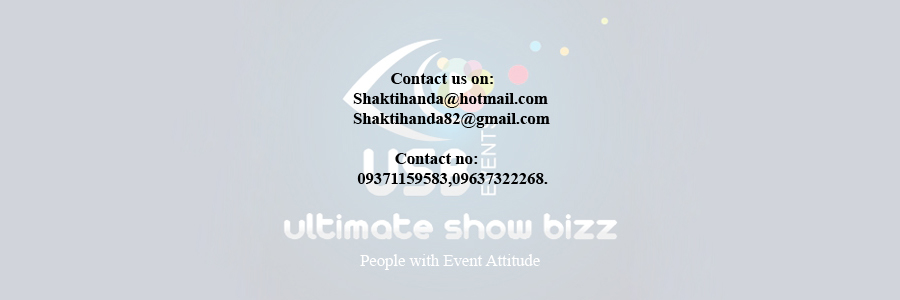 Contact us on:
Shaktihanda@hotmail.com
Shaktihanda82@gmail.com
Contact no:
09371159583,09637322268.
USB
EVENTS
ultimate show bizz
People with Event Attitude